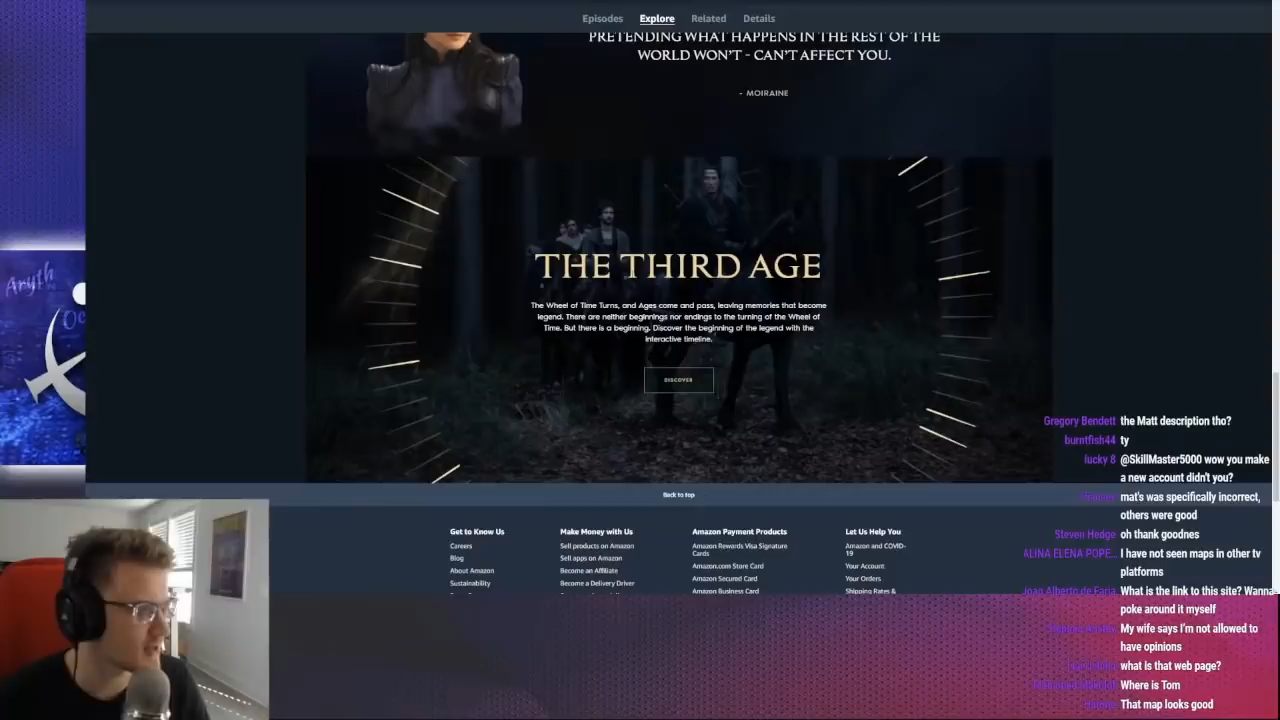 Episodes
Explore
Related
Details
PRETENDING WHAT HAPPENS IN THE REST OF THE
WORLD WON'T - CAN'T AFFECT YOU.
- MOIRAINE
THE THIRD AGE
The Wheel of Time Turns, and Ages come and pass, leaving memories that become
legend. There are neither beginnings nor endings to the turning of the Wheel of
Time. But there is a beginning. Discover the beginning of the legend with the
interactive timeline.
DISCOVER
Back to top
Get to Know Us
Careers
Blog
About Amazon
Sustainability
Make Money with Us
Sell products on Amazon
Sell apps on Amazon
Become an Affiliate
Become a Delivery Driver
Amazon Payment Products
Amazon Rewards Visa Signature
Cards
Amazon.com Store Card
Amazon Secured Card
Amazon Business Card
Let Us Help You
Amazon and COVID-
19
Your Account
Your Orders
Shipping Rates &
Aryth
Oc
Gregory Bendett the Matt description tho?
burntfish44 ty
lucky 8 @SkillMaster5000 wow you make
a new account didn't you?
mat's was specifically incorrect,
others were good
Steven Hedge oh thank goodnes
ALINA ELENA POPE... I have not seen maps in other tv
platforms
Joao Alberto de Faria What is the link to this site? Wanna
poke around it myself
My wife says I'm not allowed to
have opinions
what is that web page?
Where is Tom
That map looks good